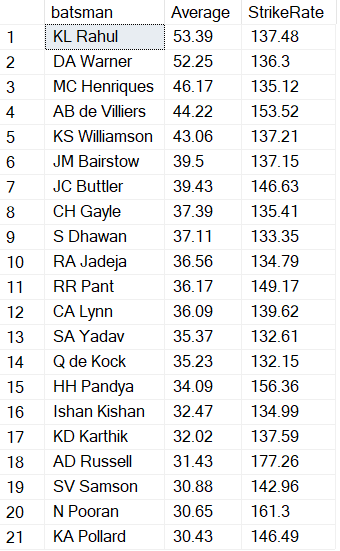 batsman Average StrikeRate
1 KL Rahul 53.39 137.48
2 DA Warner 52.25 136.3
3 MC Henriques 46.17 135.12
4 AB de Villiers 44.22 153.52
5 KS Williamson 43.06 137.21
6 JM Bairstow 39.5 137.15
7 JC Buttler 39.43 146.63
8 CH Gayle 37.39 135.41
9 S Dhawan 37.11 133.35
10 RA Jadeja 36.56 134.79
11 RR Pant 36.17 149.17
12 CA Lynn 36.09 139.62
13 SA Yadav 35.37 132.61
14 Q de Kock 35.23 132.15
15 HH Pandya 34.09 156.36
16 Ishan Kishan 32.47 134.99
17 KD Karthik 32.02 137.59
18 AD Russell 31.43 177.26
19 SV Samson 30.88 142.96
20 N Pooran 30.65 161.3
21 KA Pollard 30.43 146.49